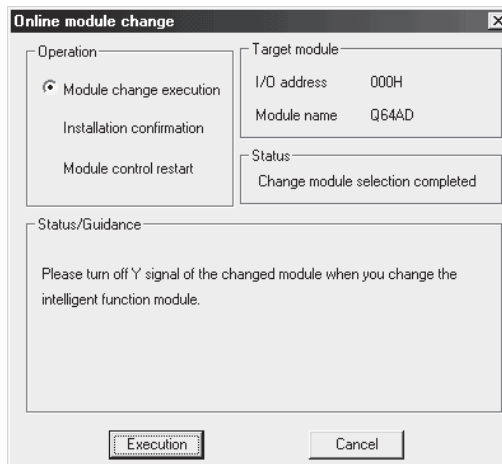 Online module change
Operation
Module change execution
Installation confirmation
Module control restart
Target module
I/O address 000H
Module name Q64AD
Status
Change module selection completed
Status/Guidance
Please turn off Y signal of the changed module when you change the
intelligent function module.
Execution Cancel